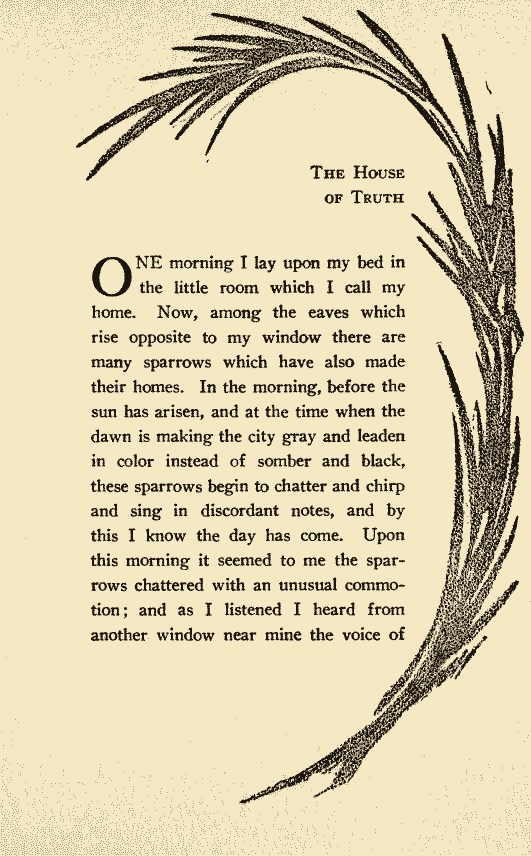 The House
of Truth
ONE morning I lay upon my bed in
the little room which I call my
home. Now, among the eaves which
rise opposite to my window there are
many sparrows which have also made
their homes. In the morning, before the
sun has arisen, and at the time when the
dawn is making the city gray and leaden
in color instead of somber and black,
these sparrows begin to chatter and chirp
and sing in discordant notes, and by
this I know the day has come. Upon
this morning it seemed to me the spar-
rows chattered with an unusual commo-
tion; and as I listened I heard from
another window near mine the voice of